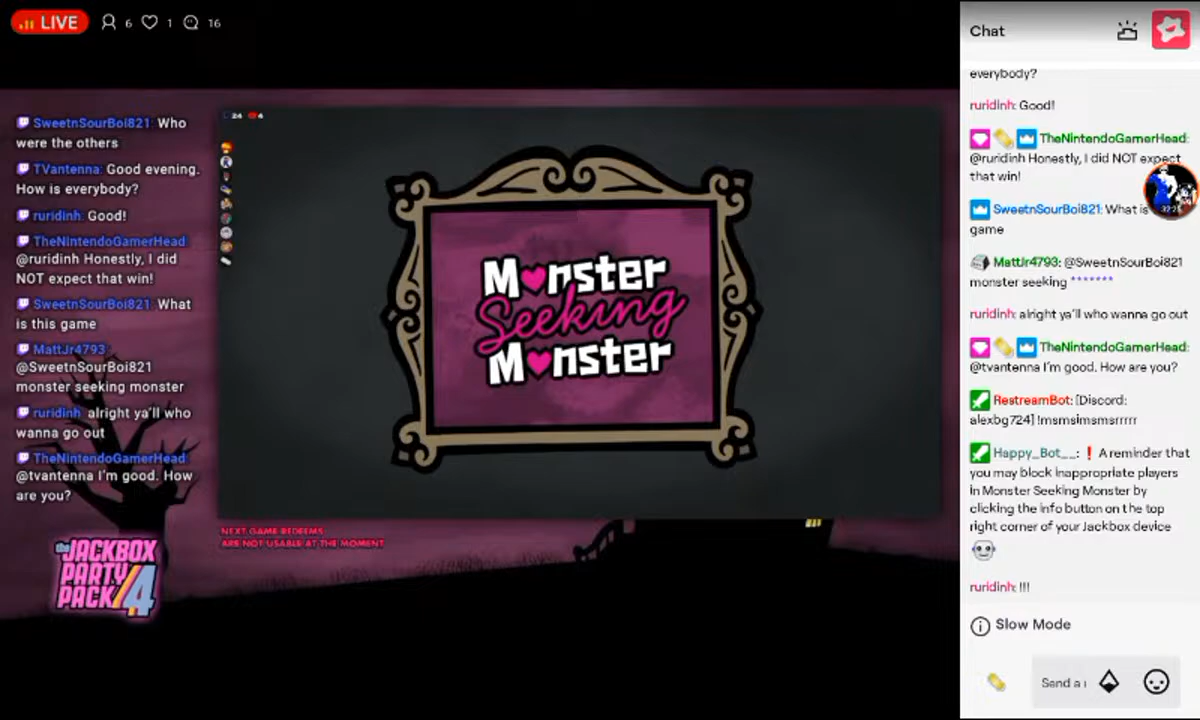 LIVE 6 1 16
SweetnSourBoi821: Who
were the others
TVantenna: Good evening.
How is everybody?
ruridinh: Good!
TheNintendoGamerHead:
@ruridinh Honestly, I did
NOT expect that win!
SweetnSourBoi821: What
is this game
MattJr4793:
@SweetnSourBoi821
monster seeking monster
ruridinh: alright ya'll who
wanna go out
TheNintendoGamerHead:
@tvantenna I'm good. How
are you?
the JACKBOX
PARTY
PACK 4
24 4
Monster
Seeking
Monster
NEXT GAME REDEEMS
ARE NOT USABLE AT THE MOMENT
Chat
everybody?
ruridinh: Good!
TheNintendoGamerHead:
@ruridinh Honestly, I did NOT expect
that win!
SweetnSourBoi821: What is
game
MattJr4793: @SweetnSourBoi821
monster seeking *******
ruridinh: alright ya'll who wanna go out
TheNintendoGamerHead:
@tvantenna I'm good. How are you?
RestreamBot: [Discord:
alexbg724] !msmsimsmsrrrrr
Happy_Bot__: ❗ A reminder that
you may block inappropriate players
in Monster Seeking Monster by
clicking the info button on the top
right corner of your Jackbox device
ruridinh: !!!
Slow Mode
Send a